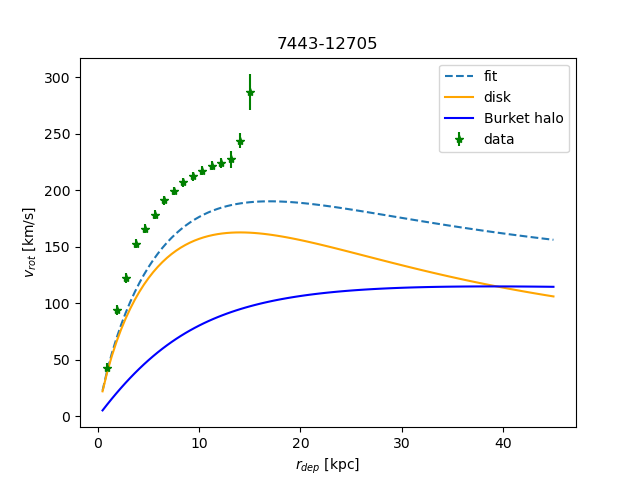 7443-12705
300
250
200
150
100
50
0
v_rot [km/s]
fit
disk
Burket halo
data
0 10 20 30 40
r_dep [kpc]